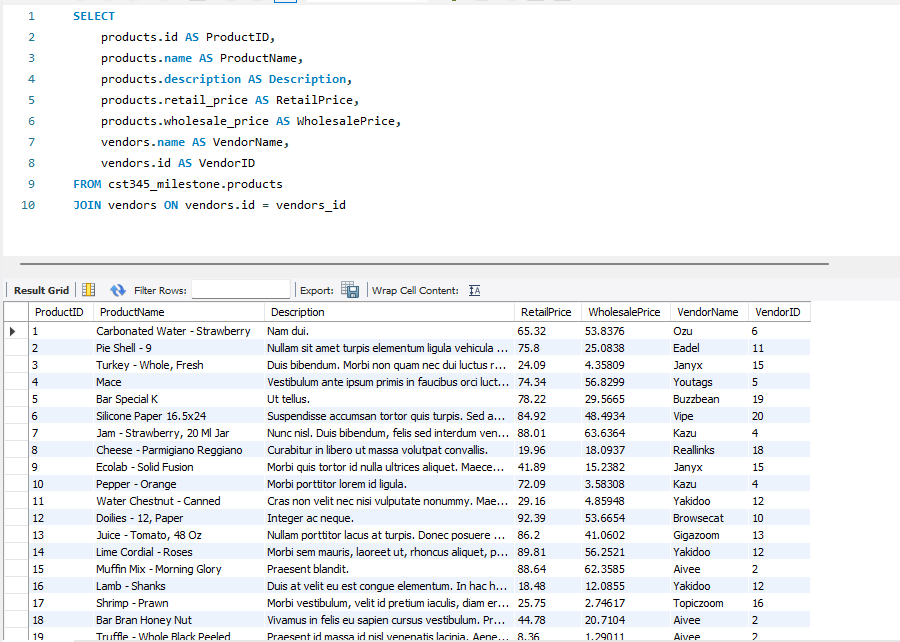 1 SELECT
2 products.id AS ProductID,
3 products.name AS ProductName,
4 products.description AS Description,
5 products.retail_price AS RetailPrice,
6 products.wholesale_price AS WholesalePrice,
7 vendors.name AS VendorName,
8 vendors.id AS VendorID
9 FROM cst345_milestone.products
10 JOIN vendors ON vendors.id = vendors_id
Result Grid Filter Rows: Export: Wrap Cell Content: IA
ProductID ProductName Description RetailPrice WholesalePrice VendorName VendorID
1 Carbonated Water - Strawberry Nam dui. 65.32 53.8376 Ozu 6
2 Pie Shell - 9 Nullam sit amet turpis elementum ligula vehicula ... 75.8 25.0838 Eadel 11
3 Turkey - Whole, Fresh Duis bibendum. Morbi non quam nec dui luctus r... 24.09 4.35809 Janyx 15
4 Mace Vestibulum ante ipsum primis in faucibus orci luct... 74.34 56.8299 Youtags 5
5 Bar Special K Ut tellus. 78.22 29.5665 Buzzbean 19
6 Silicone Paper 16.5x24 Suspendisse accumsan tortor quis turpis. Sed a... 84.92 48.4934 Vipe 20
7 Jam - Strawberry, 20 Ml Jar Nunc nisl. Duis bibendum, felis sed interdum ven... 88.01 63.6364 Kazu 4
8 Cheese - Parmigiano Reggiano Curabitur in libero ut massa volutpat convallis. 19.96 18.0937 Reallinks 18
9 Ecolab - Solid Fusion Morbi quis tortor id nulla ultrices aliquet. Maece... 41.89 15.2382 Janyx 15
10 Pepper - Orange Morbi porttitor lorem id ligula. 72.09 3.58308 Kazu 4
11 Water Chestnut - Canned Cras non velit nec nisi vulputate nonummy. Mae... 29.16 4.85948 Yakidoo 12
12 Doilies - 12, Paper Integer ac neque. 92.39 53.6654 Browsecat 10
13 Juice - Tomato, 48 Oz Nullam porttitor lacus at turpis. Donec posuere ... 86.2 41.0602 Gigazoom 13
14 Lime Cordial - Roses Morbi sem mauris, laoreet ut, rhoncus aliquet, p... 89.81 56.2521 Yakidoo 12
15 Muffin Mix - Morning Glory Praesent blandit. 88.64 62.3585 Aivee 2
16 Lamb - Shanks Duis at velit eu est congue elementum. In hac h... 18.48 12.0855 Yakidoo 12
17 Shrimp - Prawn Morbi vestibulum, velit id pretium iaculis, diam er... 25.75 2.74617 Topiczoom 16
18 Bar Bran Honey Nut Vivamus in felis eu sapien cursus vestibulum. Pr... 44.78 20.7104 Aivee 2
19 Truffle - Whole Black Peeled Praesent id massa id nisl venenatis lacinia. Aene... 8.36 1.29011 Aivee 2